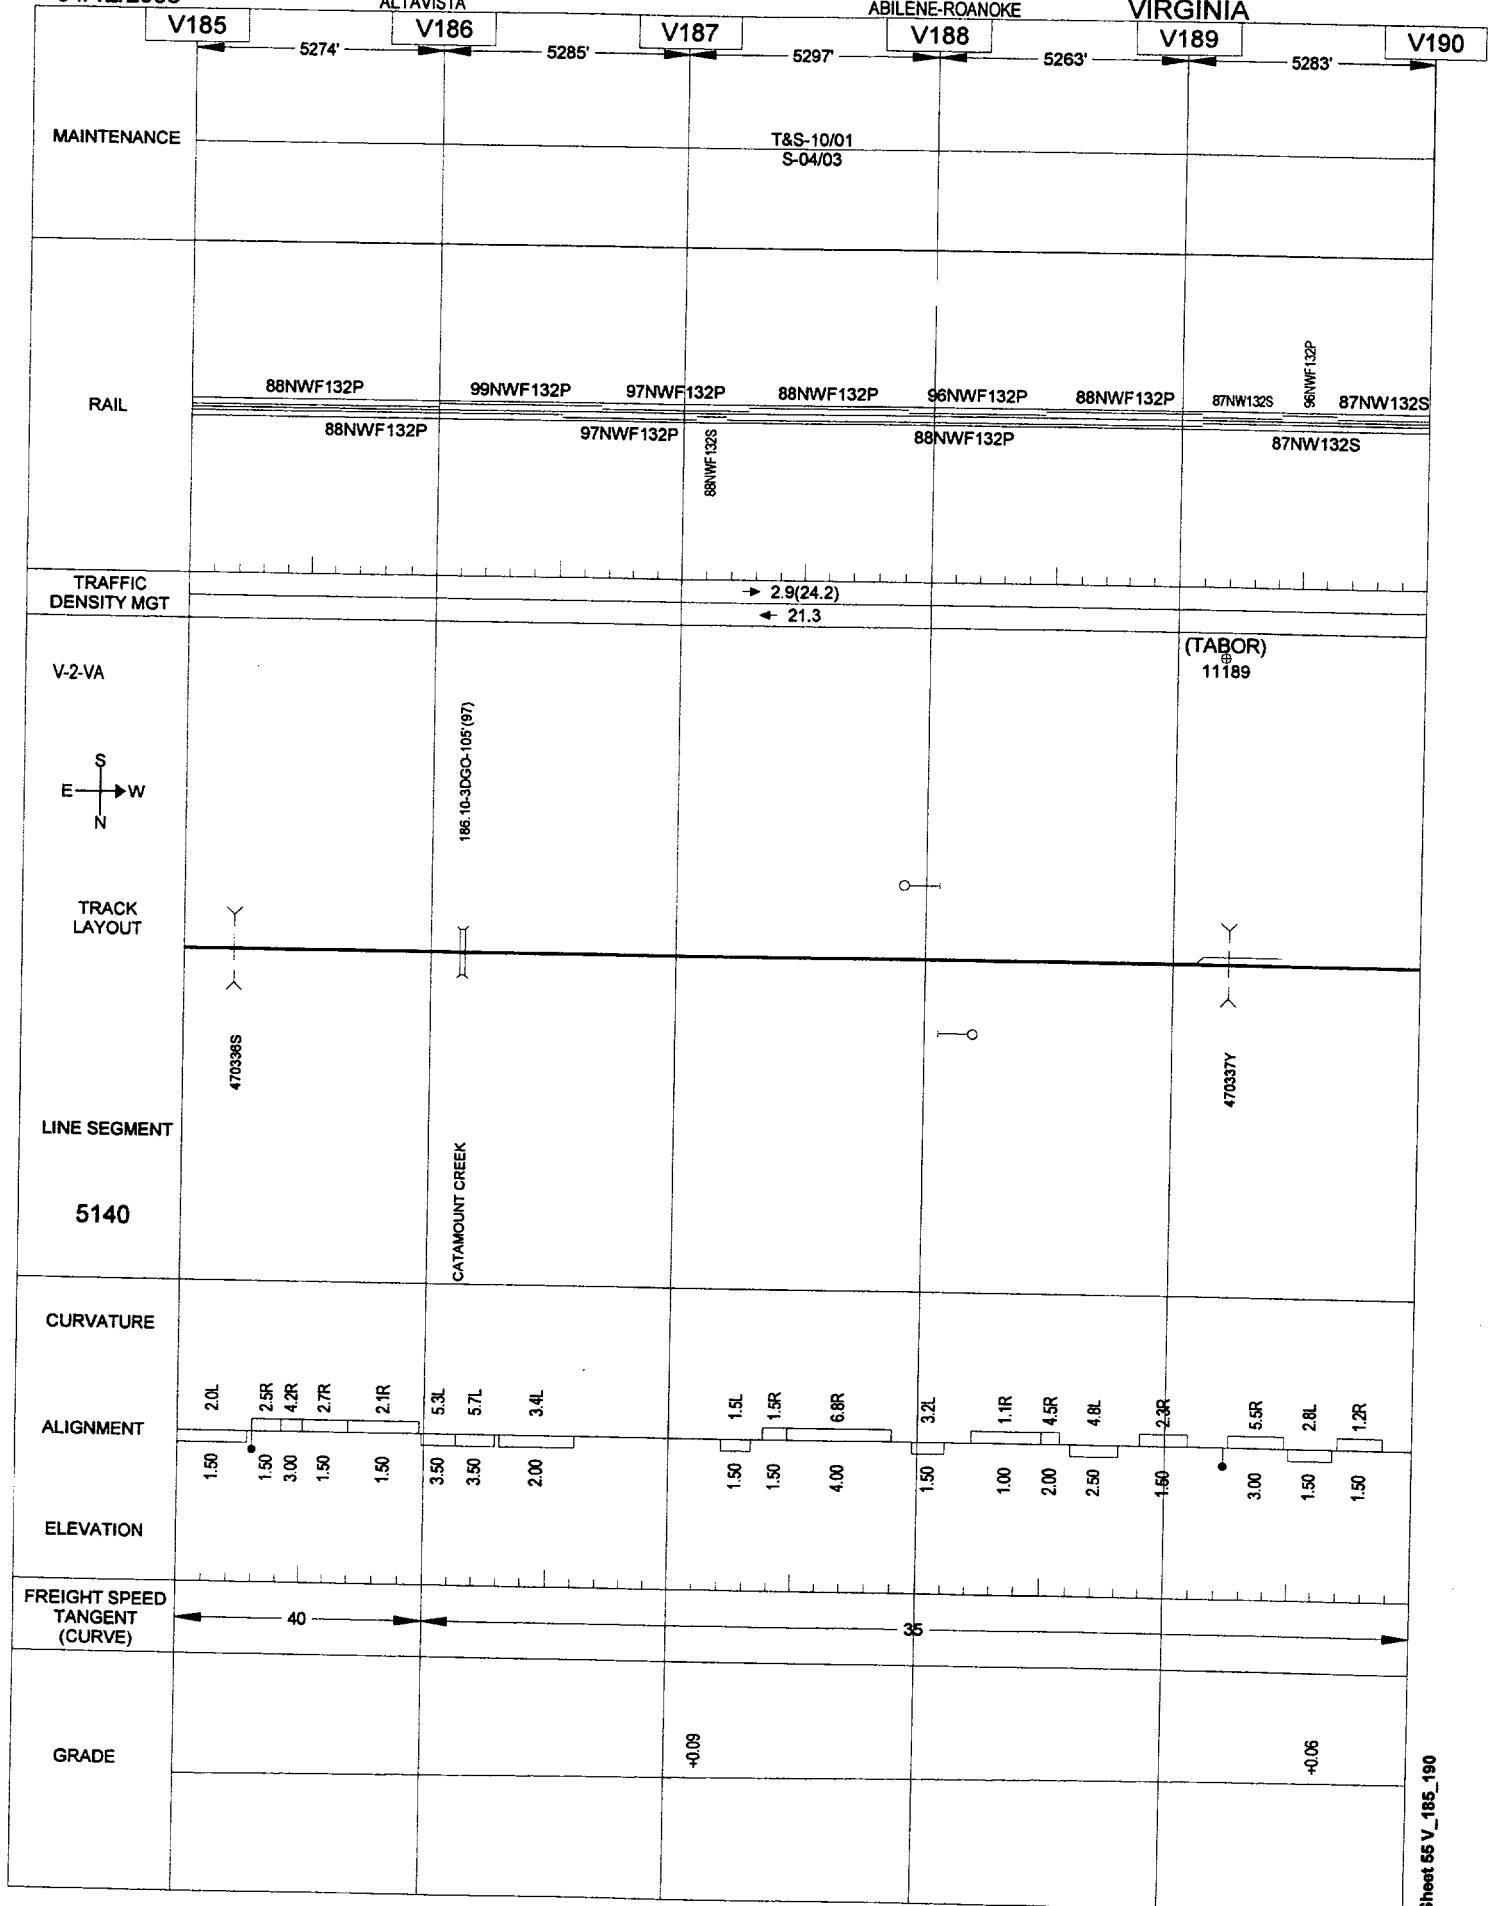 ALTAVISTA
ABILENE-ROANOKE
VIRGINIA
V185
V186
V187
V188
V189
V190
5274'
5285'
5297'
5263'
5283'
MAINTENANCE
T&S-10/01
S-04/03
RAIL
88NWF132P
99NWF132P
97NWF132P
88NWF132P
96NWF132P
88NWF132P
87NW132S
96NWF132P
87NW132S
88NWF132P
97NWF132P
88NWF132S
88NWF132P
87NW132S
TRAFFIC
DENSITY MGT
2.9(24.2)
21.3
V-2-VA
(TABOR)
11189
S
E W
N
186.10-3DGO-105'(97)
TRACK
LAYOUT
470336S
470337Y
LINE SEGMENT
5140
CATAMOUNT CREEK
CURVATURE
2.0L
2.5R
4.2R
2.7R
2.1R
5.3L
5.7L
3.4L
1.5L
1.5R
6.8R
3.2L
1.1R
4.5R
4.8L
2.3R
5.5R
2.8L
1.2R
ALIGNMENT
1.50
1.50
3.00
1.50
1.50
3.50
3.50
2.00
1.50
1.50
4.00
1.50
1.00
2.00
2.50
1.50
3.00
1.50
1.50
ELEVATION
FREIGHT SPEED
TANGENT
(CURVE)
40
35
GRADE
+0.09
+0.06
Sheet 55 V_185_190